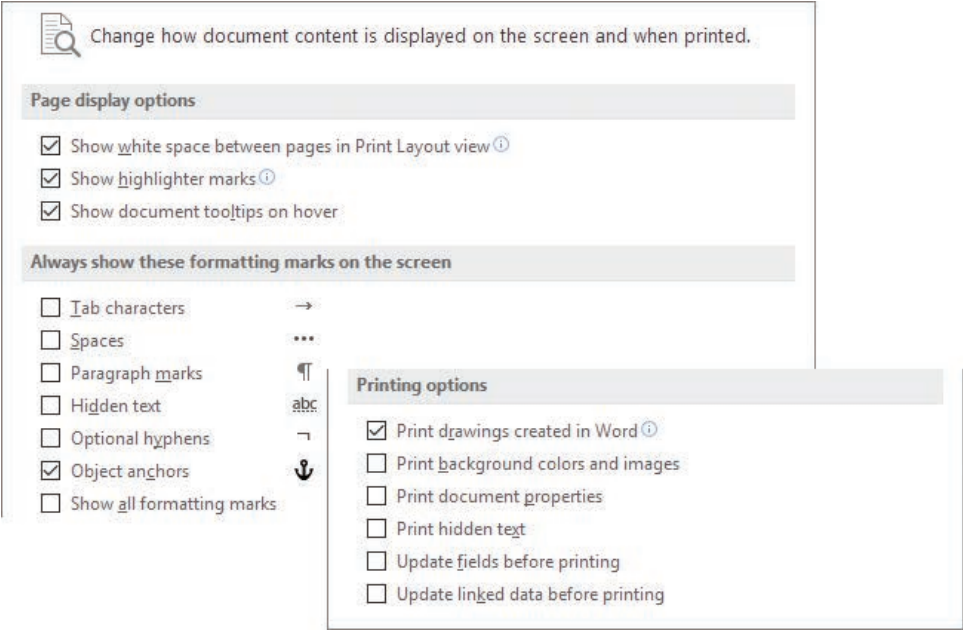 Change how document content is displayed on the screen and when printed.
Page display options
Show white space between pages in Print Layout view
Show highlighter marks
Show document tooltips on hover
Always show these formatting marks on the screen
Tab characters →
Spaces •••
Paragraph marks ¶
Hidden text abc
Optional hyphens ¬
Object anchors
Show all formatting marks
Printing options
Print drawings created in Word
Print background colors and images
Print document properties
Print hidden text
Update fields before printing
Update linked data before printing